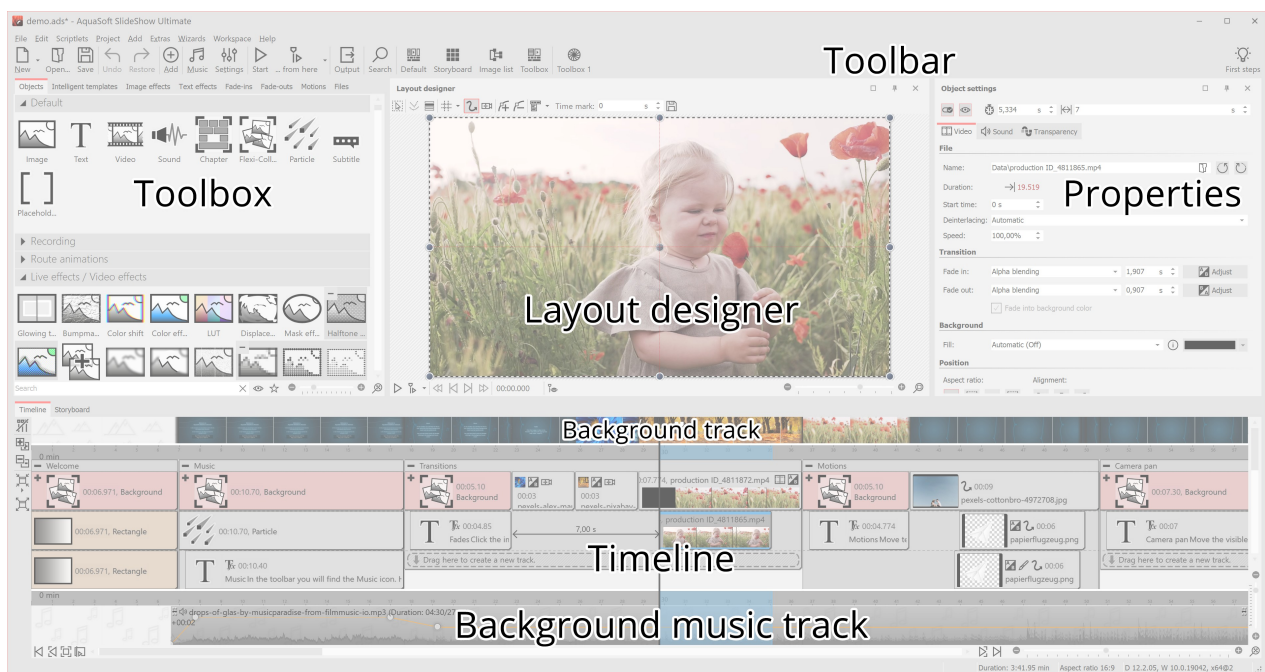 demo.ads* - AquaSoft SlideShow Ultimate
File Edit Scriptlets Project Add Extras Wizards Workspace Help
New Open... Save Undo Restore Add Music Settings Start ... from here Output Search Default Storyboard Image list Toolbox Toolbox 1 First steps
Toolbar
Objects Intelligent templates Image effects Text effects Fade-ins Fade-outs Motions Files
Default
Image Text Video Sound Chapter Flexi-Coll... Particle Subtitle
Placehold...
Toolbox
Recording
Route animations
Live effects / Video effects
Glowing t... Bumpma... Color shift Color eff... LUT Displace... Mask eff... Halftone ...
Search
Layout designer
Time mark: 0 s
Layout designer
00:00.000
Object settings
5,334 s 7 s
Video Sound Transparency
File
Name: Data\production ID_4811865.mp4
Duration: 19.519
Properties
Start time: 0 s
Deinterlacing: Automatic
Speed: 100,00%
Transition
Fade in: Alpha blending 1,907 s Adjust
Fade out: Alpha blending 0,907 s Adjust
Fade into background color
Background
Fill: Automatic (Off)
Position
Aspect ratio: Alignment:
Timeline Storyboard
Background track
0 min
Welcome Music Transitions Motions Camera pan
00:06.971, Background
00:10.70, Background
00:05.10
Background
00:03
00:03
production ID_4811872.mp4
00:05.10
Background
00:09
pexels-cottonbro-4972708.jpg
00:07.30, Background
00:06.971, Rectangle
00:10.70, Particle
00:04.85
Fades Click the in
7,00 s
production ID_4811865.mp4
00:04.774
Motions Move te
00:06
papierflugzeug.png
00:07
Camera pan Move the visible
00:06.971, Rectangle
00:10.40
Music In the toolbar you will find the Music icon.
Drag here to create a new track.
Timeline
00:06
papierflugzeug.png
Drag here to create a new track.
0 min
drops-of-glas-by-musicparadise-from-filmmusic-io.mp3 (Duration: 04:30/27
+00:02
Background music track
Duration: 3:41.95 min Aspect ratio 16:9 D 12.2.05, W 10.0.19042, x64@2